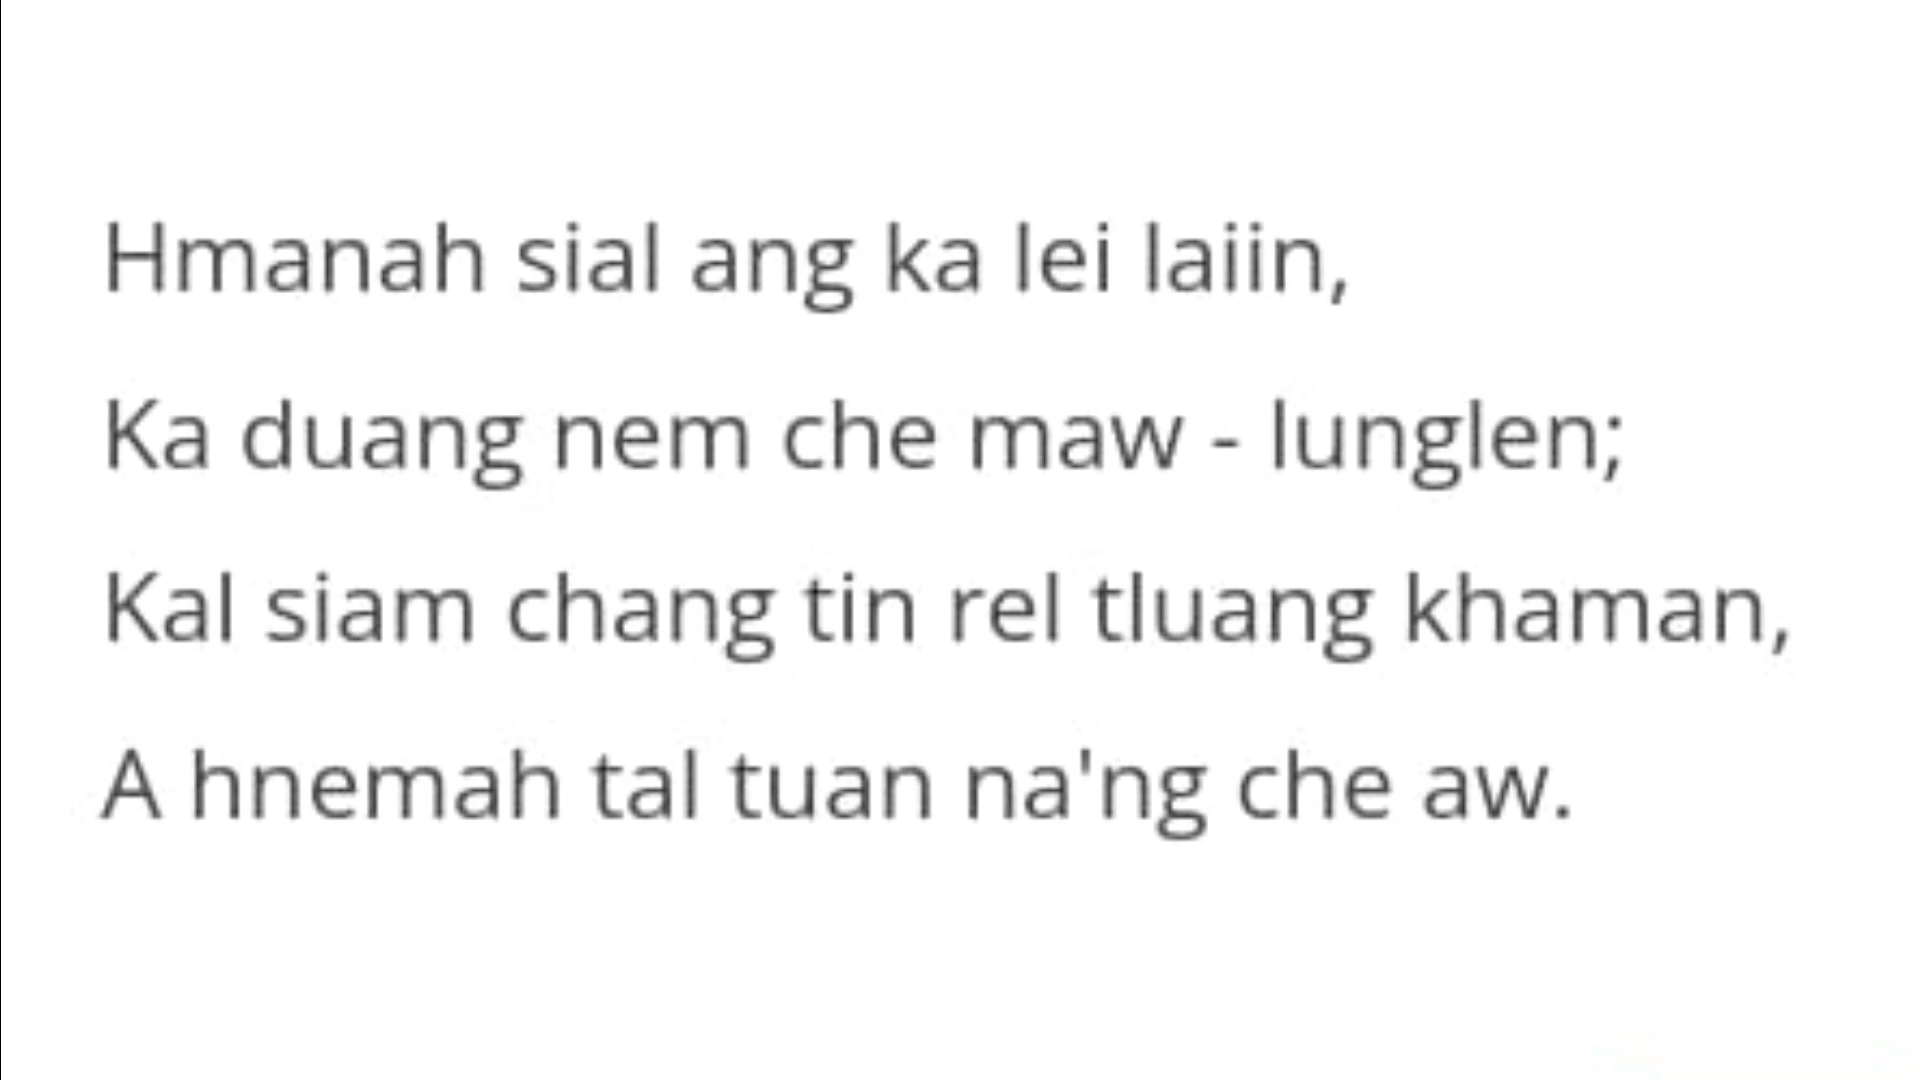 Hmanah sial ang ka lei laiin,
Ka duang nem che maw - lunglen;
Kal siam chang tin rel tluang khaman,
A hnemah tal tuan na'ng che aw.